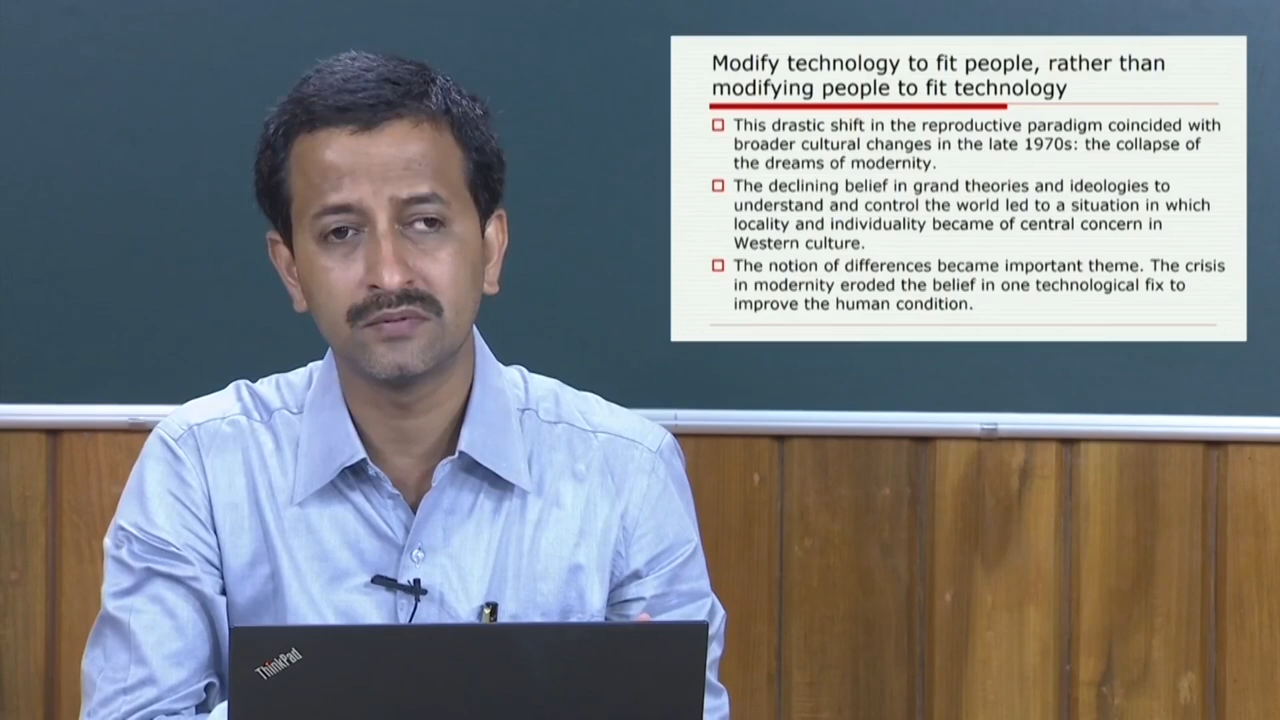 Modify technology to fit people, rather than
modifying people to fit technology
This drastic shift in the reproductive paradigm coincided with
broader cultural changes in the late 1970s: the collapse of
the dreams of modernity.
The declining belief in grand theories and ideologies to
understand and control the world led to a situation in which
locality and individuality became of central concern in
Western culture.
The notion of differences became important theme. The crisis
in modernity eroded the belief in one technological fix to
improve the human condition.
ThinkPad